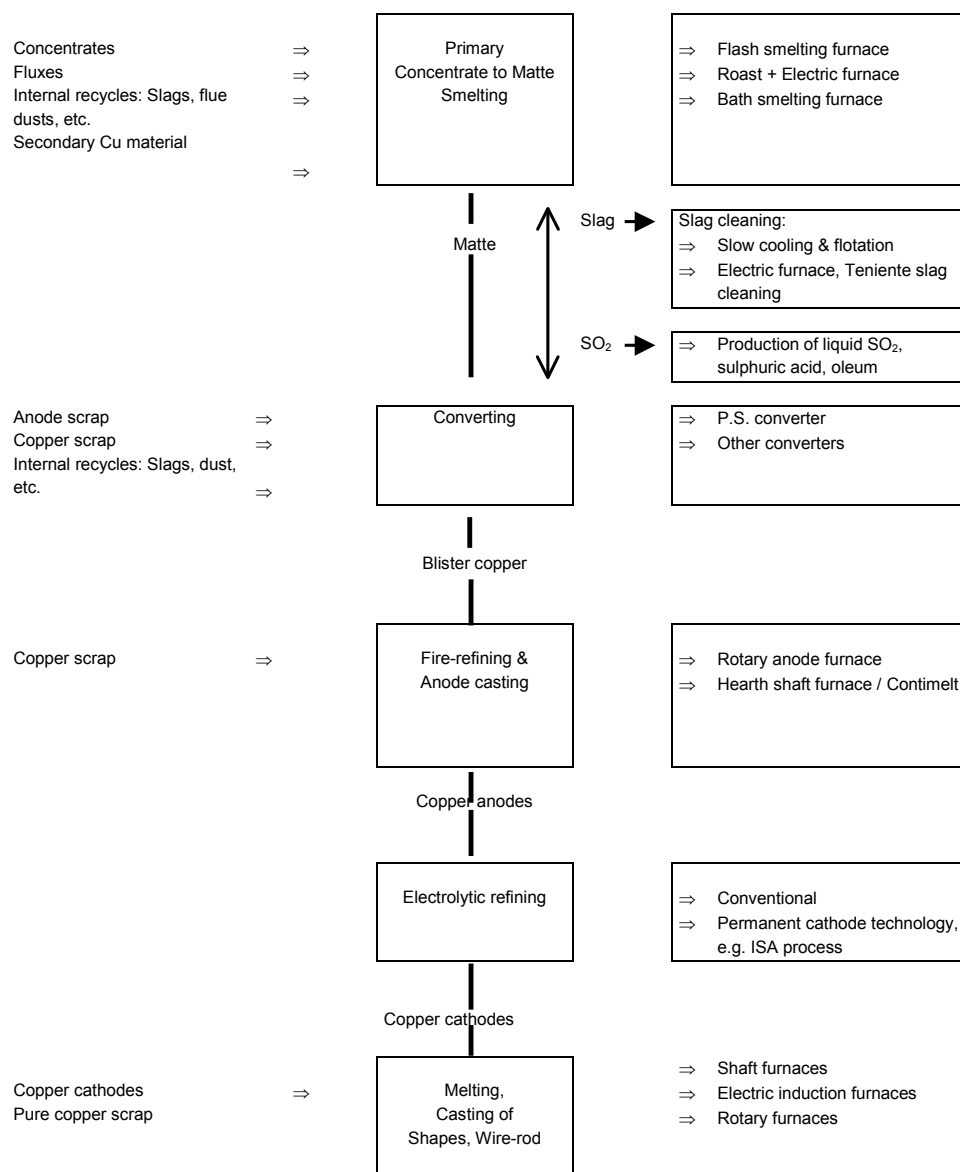 Concentrates ⇒
Fluxes ⇒
Internal recycles: Slags, flue ⇒
dusts, etc.
Secondary Cu material
⇒
Primary
Concentrate to Matte
Smelting
⇒ Flash smelting furnace
⇒ Roast + Electric furnace
⇒ Bath smelting furnace
Matte
Slag
Slag cleaning:
⇒ Slow cooling & flotation
⇒ Electric furnace, Teniente slag
cleaning
SO₂
⇒ Production of liquid SO₂,
sulphuric acid, oleum
Anode scrap ⇒
Copper scrap ⇒
Internal recycles: Slags, dust,
etc. ⇒
Converting
⇒ P.S. converter
⇒ Other converters
Blister copper
Copper scrap ⇒
Fire-refining &
Anode casting
⇒ Rotary anode furnace
⇒ Hearth shaft furnace / Contimelt
Copper anodes
Electrolytic refining
⇒ Conventional
⇒ Permanent cathode technology,
e.g. ISA process
Copper cathodes
Copper cathodes ⇒
Pure copper scrap
Melting,
Casting of
Shapes, Wire-rod
⇒ Shaft furnaces
⇒ Electric induction furnaces
⇒ Rotary furnaces